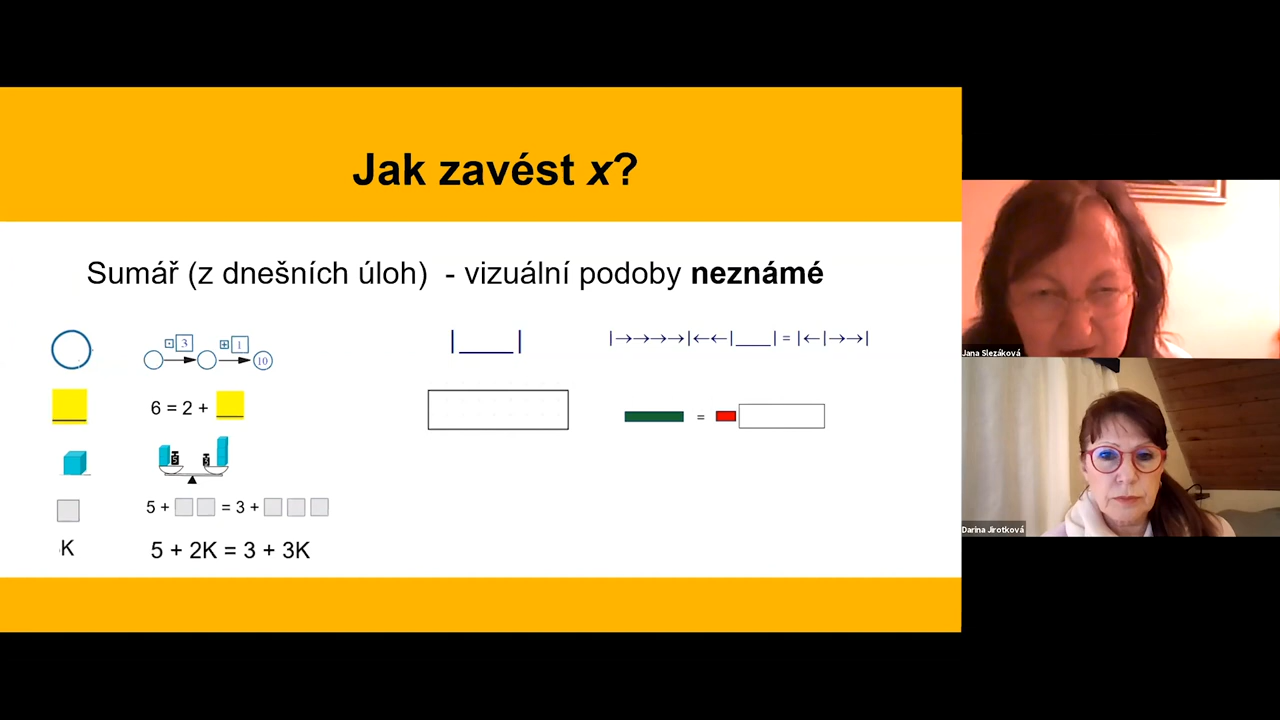 Jak zavést x?
Sumář (z dnešních úloh) - vizuální podoby neznámé
· 3 + 1 10
|____| |→→→→|←←|____| = |←|→→|
6 = 2 +
=
5 + = 3 +
K 5 + 2K = 3 + 3K
Jana Slezáková
Darina Jirotková